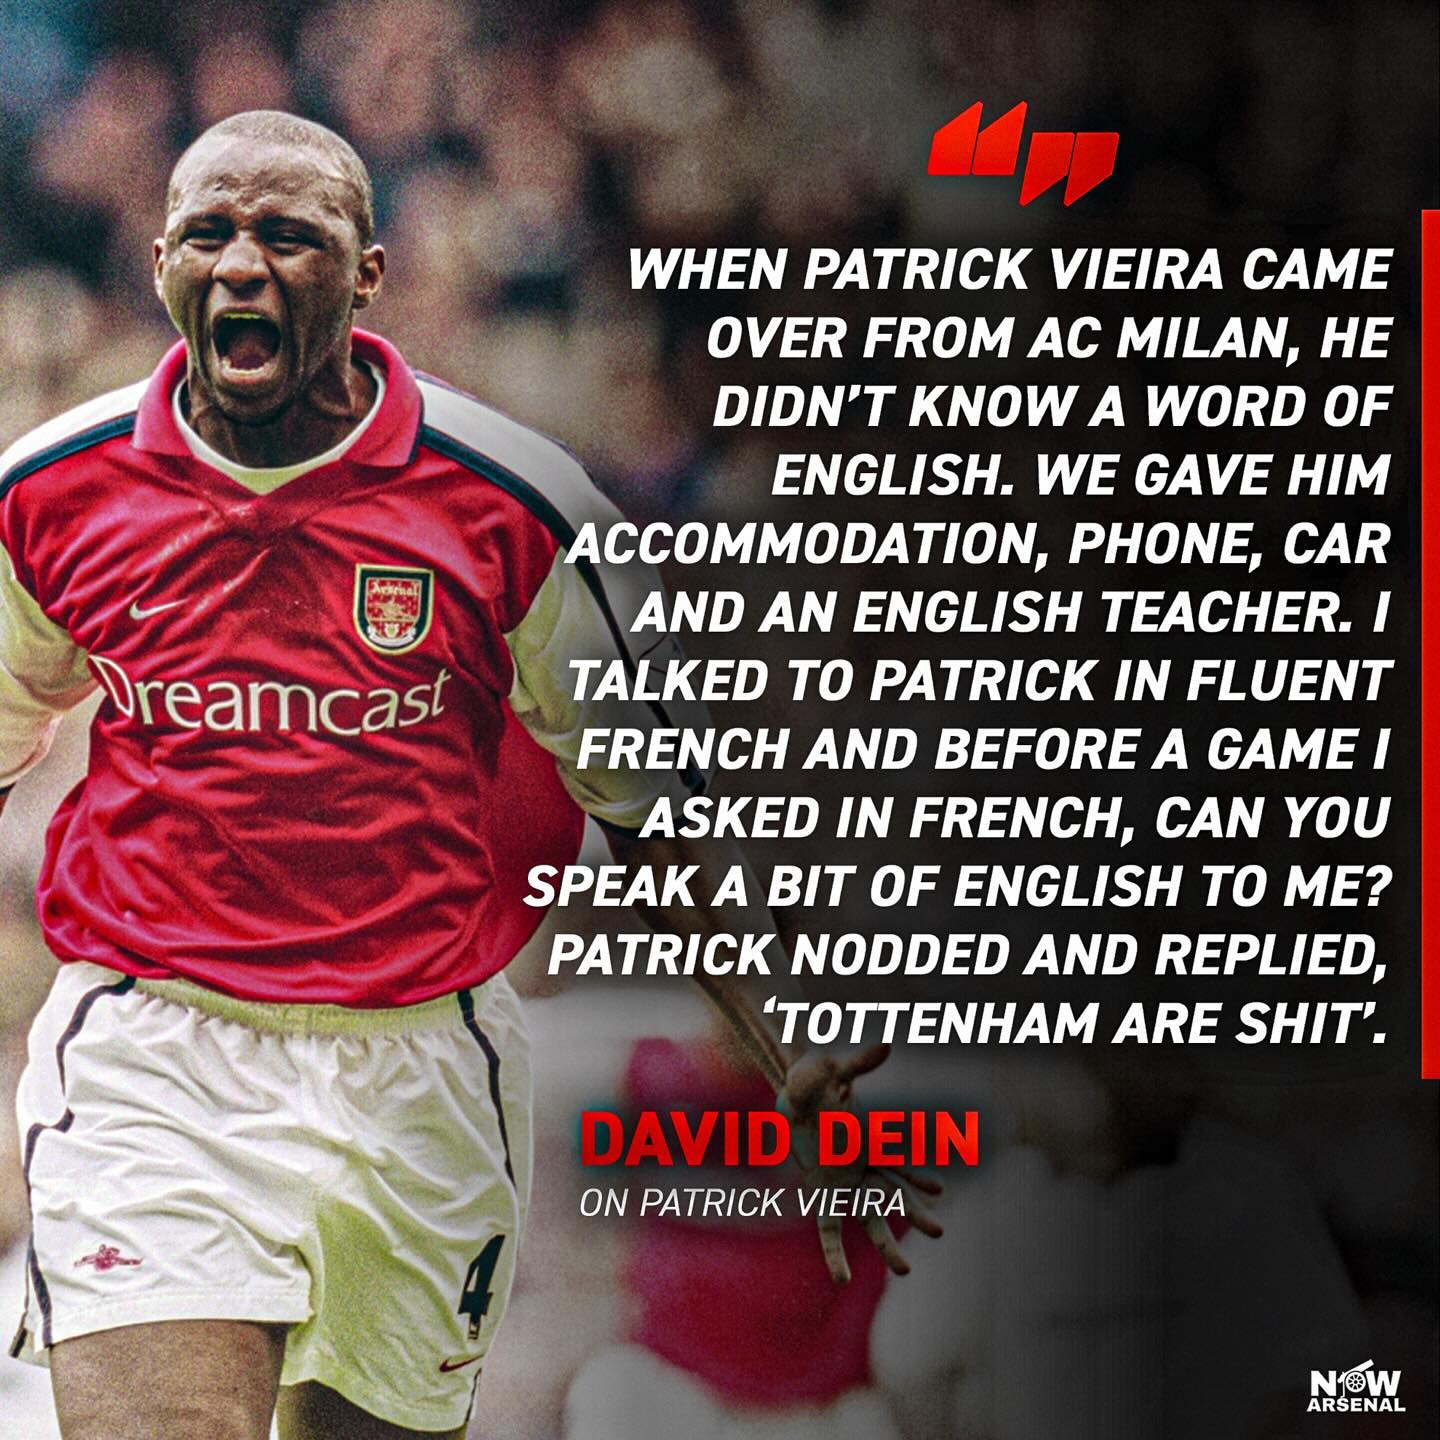 WHEN PATRICK VIEIRA CAME
OVER FROM AC MILAN, HE
DIDN'T KNOW A WORD OF
ENGLISH. WE GAVE HIM
ACCOMMODATION, PHONE, CAR
AND AN ENGLISH TEACHER. I
TALKED TO PATRICK IN FLUENT
FRENCH AND BEFORE A GAME I
ASKED IN FRENCH, CAN YOU
SPEAK A BIT OF ENGLISH TO ME?
PATRICK NODDED AND REPLIED,
‘TOTTENHAM ARE SHIT’.
DAVID DEIN
ON PATRICK VIEIRA
Arsenal
Dreamcast
4
NOW
ARSENAL